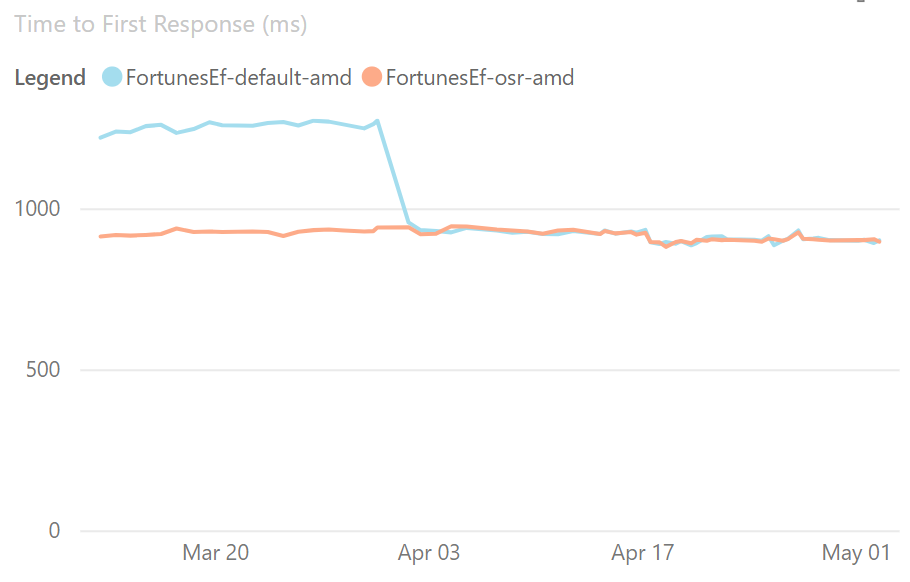 Time to First Response (ms)
Legend FortunesEf-default-amd FortunesEf-osr-amd
1000
500
0
Mar 20 Apr 03 Apr 17 May 01